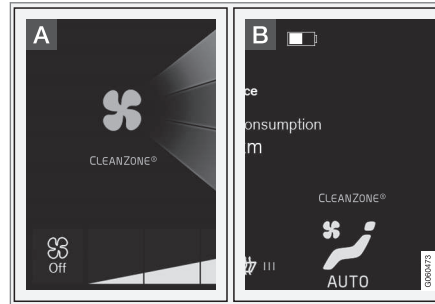 A
CLEANZONE®
Off
B
ce
onsumption
m
CLEANZONE®
AUTO
G060473